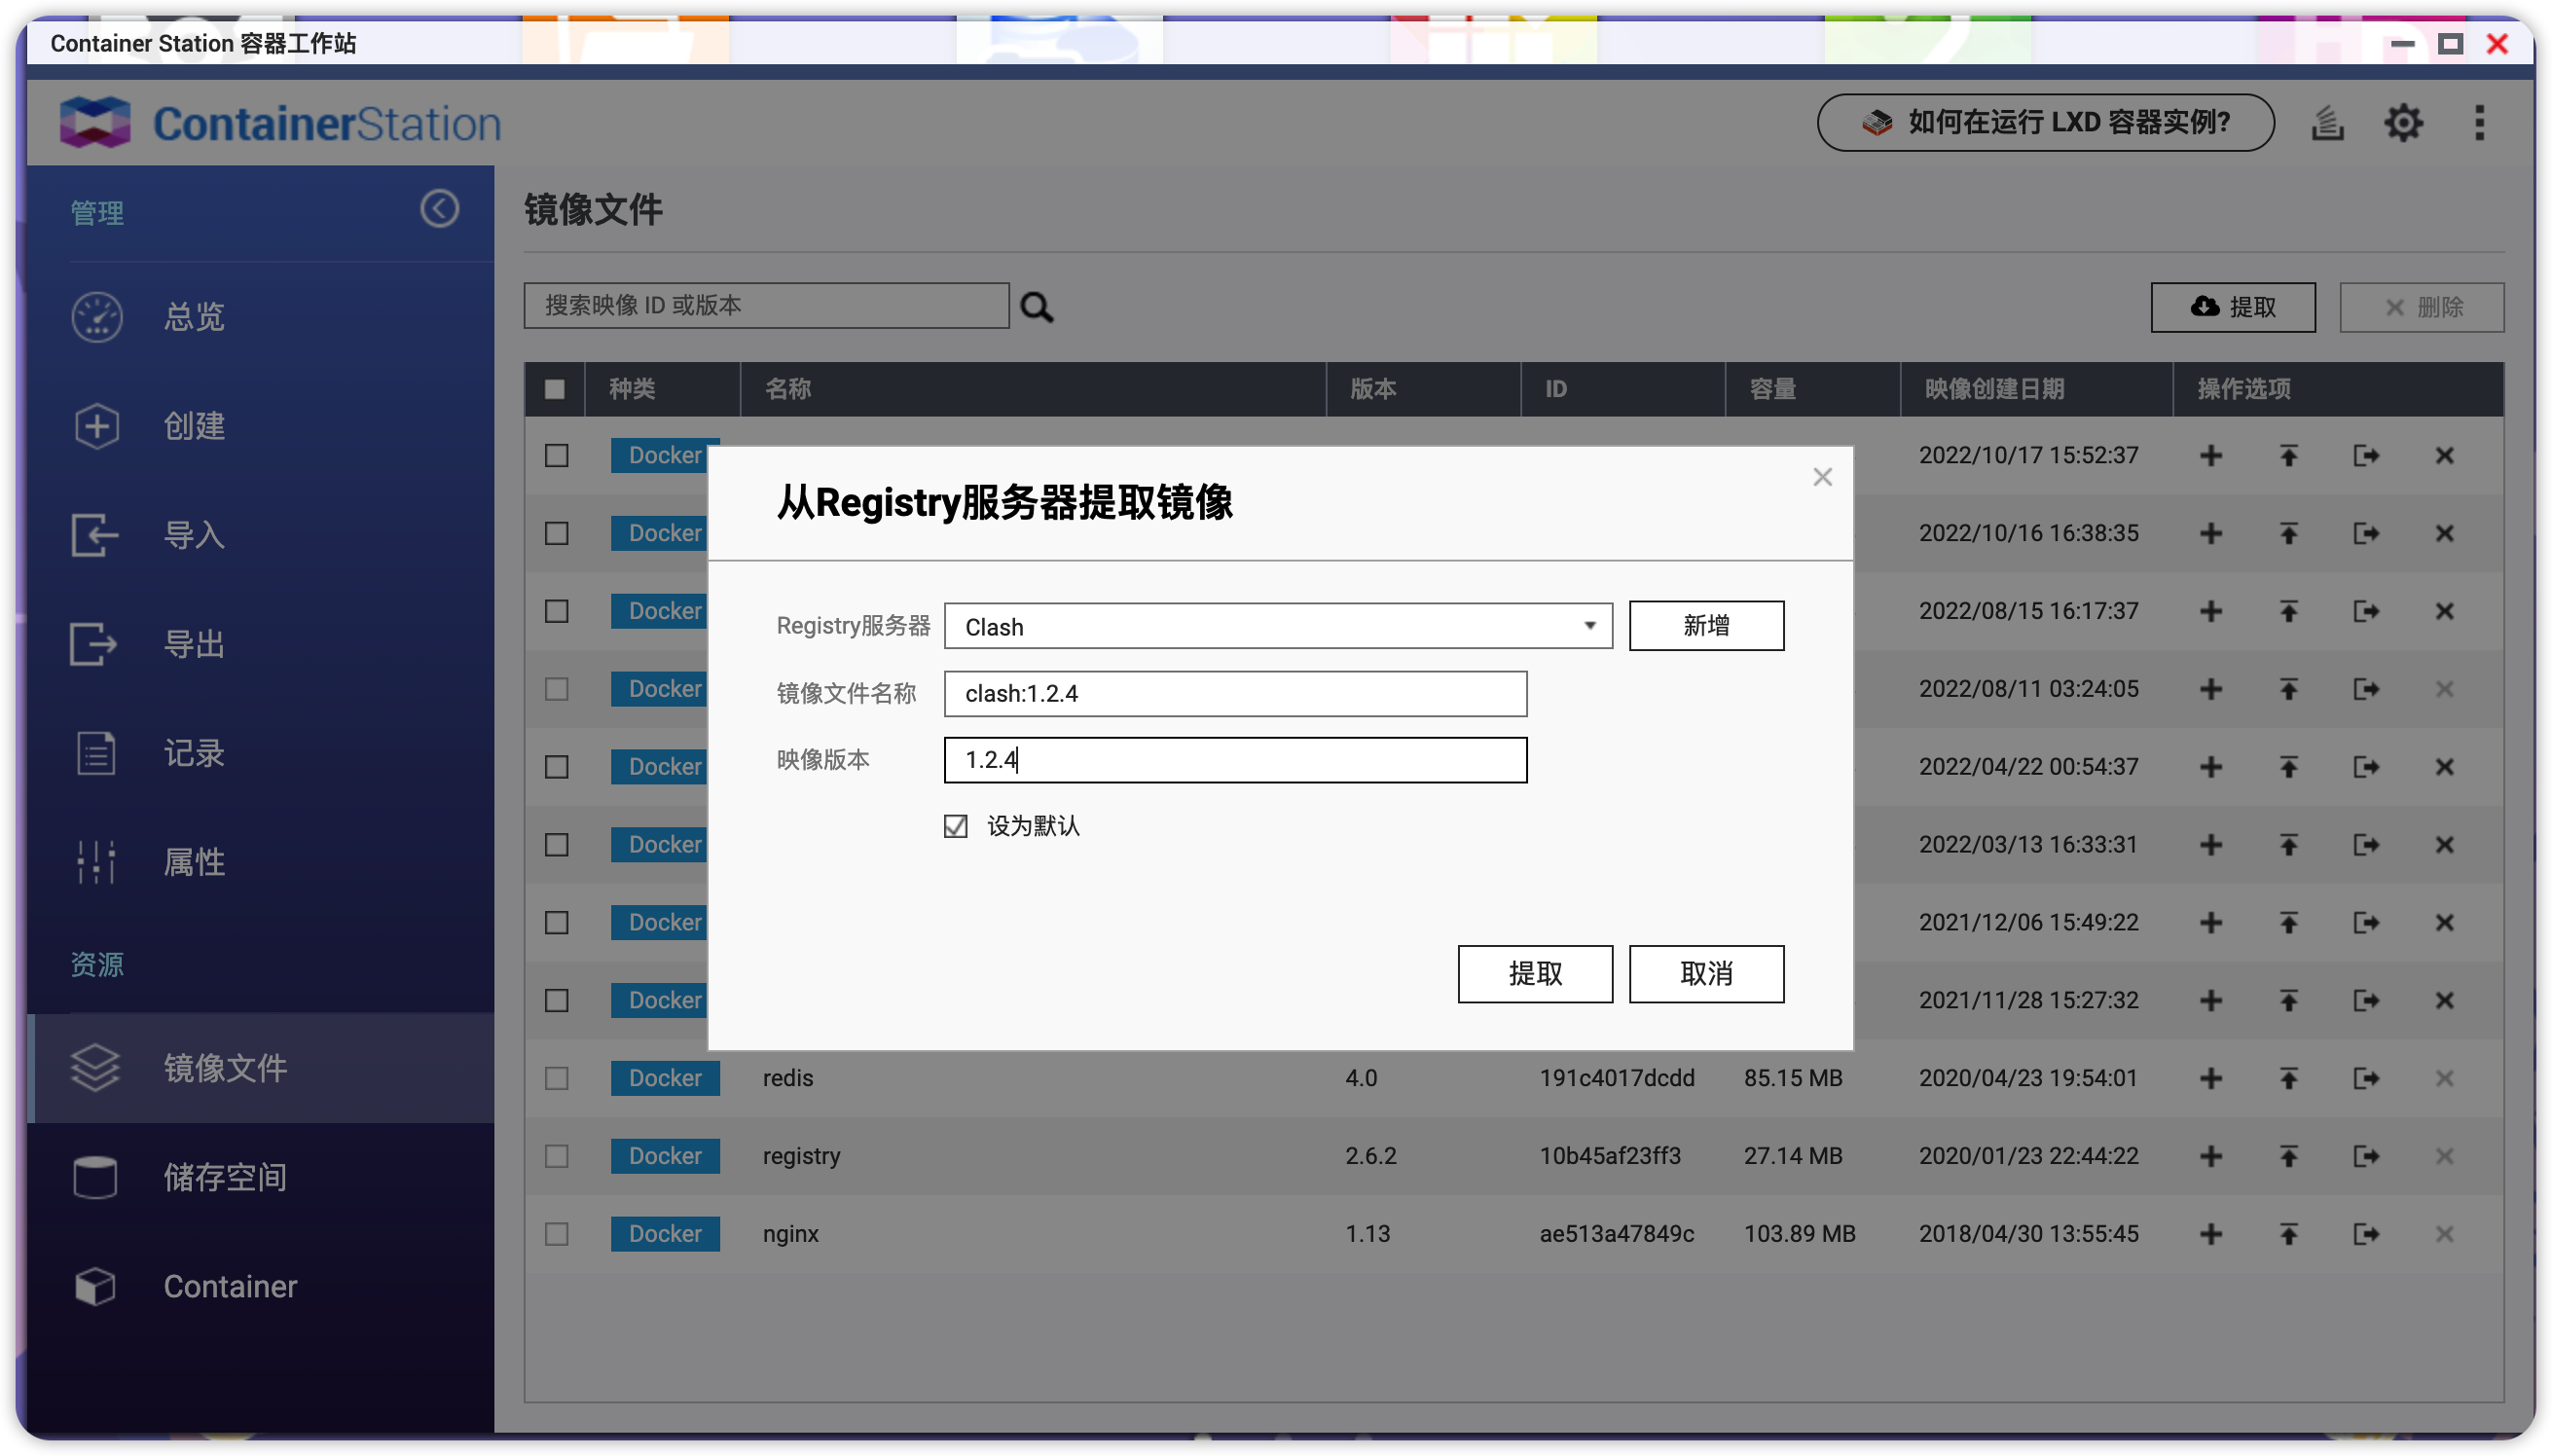 Container Station 容器工作站
ContainerStation
如何在运行 LXD 容器实例?
管理
总览
创建
导入
导出
记录
属性
资源
镜像文件
储存空间
Container
镜像文件
搜索映像 ID 或版本
提取
删除
种类 名称 版本 ID 容量 映像创建日期 操作选项
Docker 2022/10/17 15:52:37
Docker 2022/10/16 16:38:35
Docker 2022/08/15 16:17:37
Docker 2022/08/11 03:24:05
Docker 2022/04/22 00:54:37
Docker 2022/03/13 16:33:31
Docker 2021/12/06 15:49:22
Docker 2021/11/28 15:27:32
Docker redis 4.0 191c4017dcdd 85.15 MB 2020/04/23 19:54:01
Docker registry 2.6.2 10b45af23ff3 27.14 MB 2020/01/23 22:44:22
Docker nginx 1.13 ae513a47849c 103.89 MB 2018/04/30 13:55:45
从Registry服务器提取镜像
Registry服务器 Clash 新增
镜像文件名称 clash:1.2.4
映像版本 1.2.4
设为默认
提取 取消